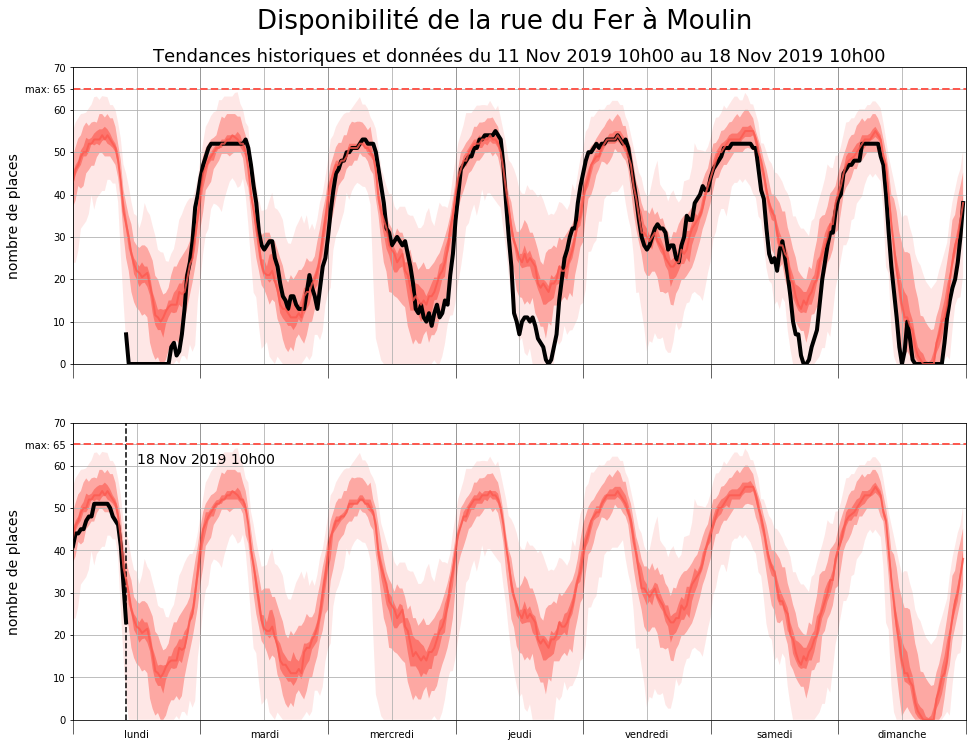 Disponibilité de la rue du Fer à Moulin
Tendances historiques et données du 11 Nov 2019 10h00 au 18 Nov 2019 10h00
70
max: 65
60
50
40
30
20
10
0
nombre de places
70
max: 65
60
50
40
30
20
10
0
nombre de places
18 Nov 2019 10h00
lundi mardi mercredi jeudi vendredi samedi dimanche